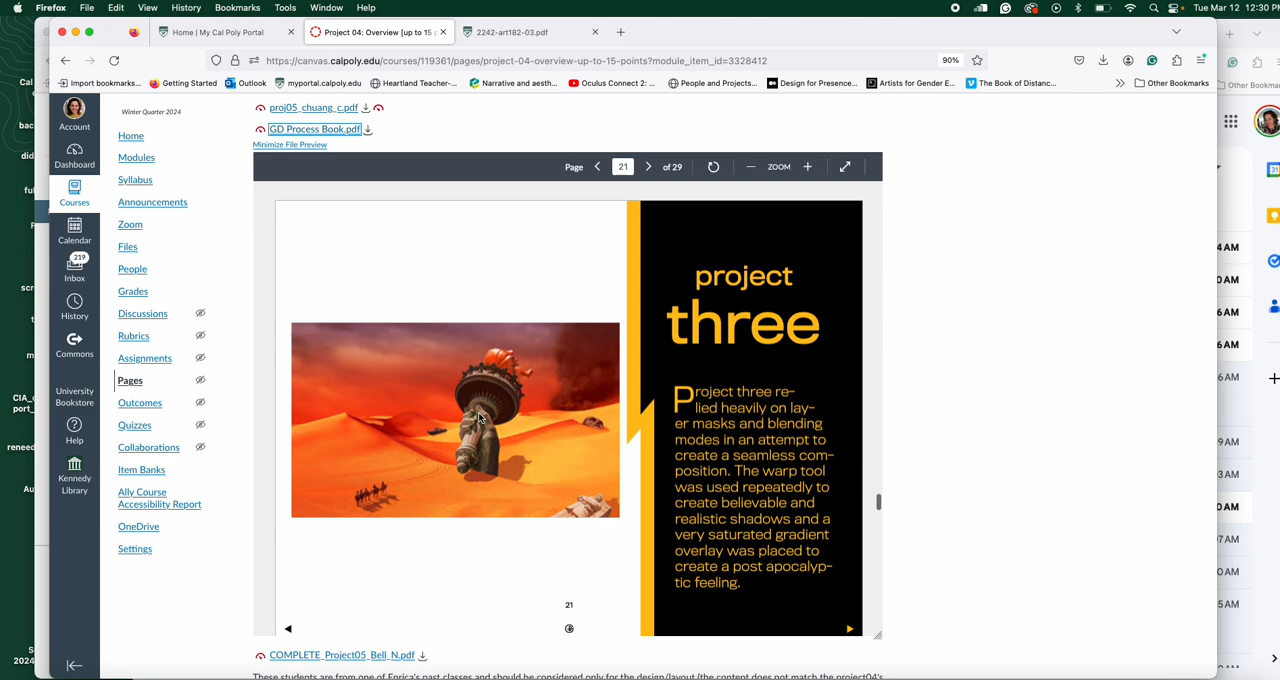 Firefox File Edit View History Bookmarks Tools Window Help
Tue Mar 12 12:30 PM
Home | My Cal Poly Portal
Project 04: Overview [up to 15 p
2242-art182-03.pdf
https://canvas.calpoly.edu/courses/119361/pages/project-04-overview-up-to-15-points?module_item_id=3328412
90%
Import bookmarks...
Getting Started
Outlook
myportal.calpoly.edu
Heartland Teacher-...
Narrative and aesth...
Oculus Connect 2: ...
People and Projects...
Design for Presence...
Artists for Gender E...
The Book of Distanc...
Other Bookmarks
Account
Dashboard
Courses
Calendar
219
Inbox
History
Commons
University
Bookstore
Help
Kennedy
Library
Winter Quarter 2024
Home
Modules
Syllabus
Announcements
Zoom
Files
People
Grades
Discussions
Rubrics
Assignments
Pages
Outcomes
Quizzes
Collaborations
Item Banks
Ally Course
Accessibility Report
OneDrive
Settings
proj05_chuang_c.pdf
GD Process Book.pdf
Minimize File Preview
Page 21 of 29 ZOOM
project
three
Project three re-
lied heavily on lay-
er masks and blending
modes in an attempt to
create a seamless com-
position. The warp tool
was used repeatedly to
create believable and
realistic shadows and a
very saturated gradient
overlay was placed to
create a post apocalyp-
tic feeling.
21
COMPLETE_Project05_Bell_N.pdf
These students are from one of Enrica's past classes and should be considered only for the design/layout (the content does not match the project04's